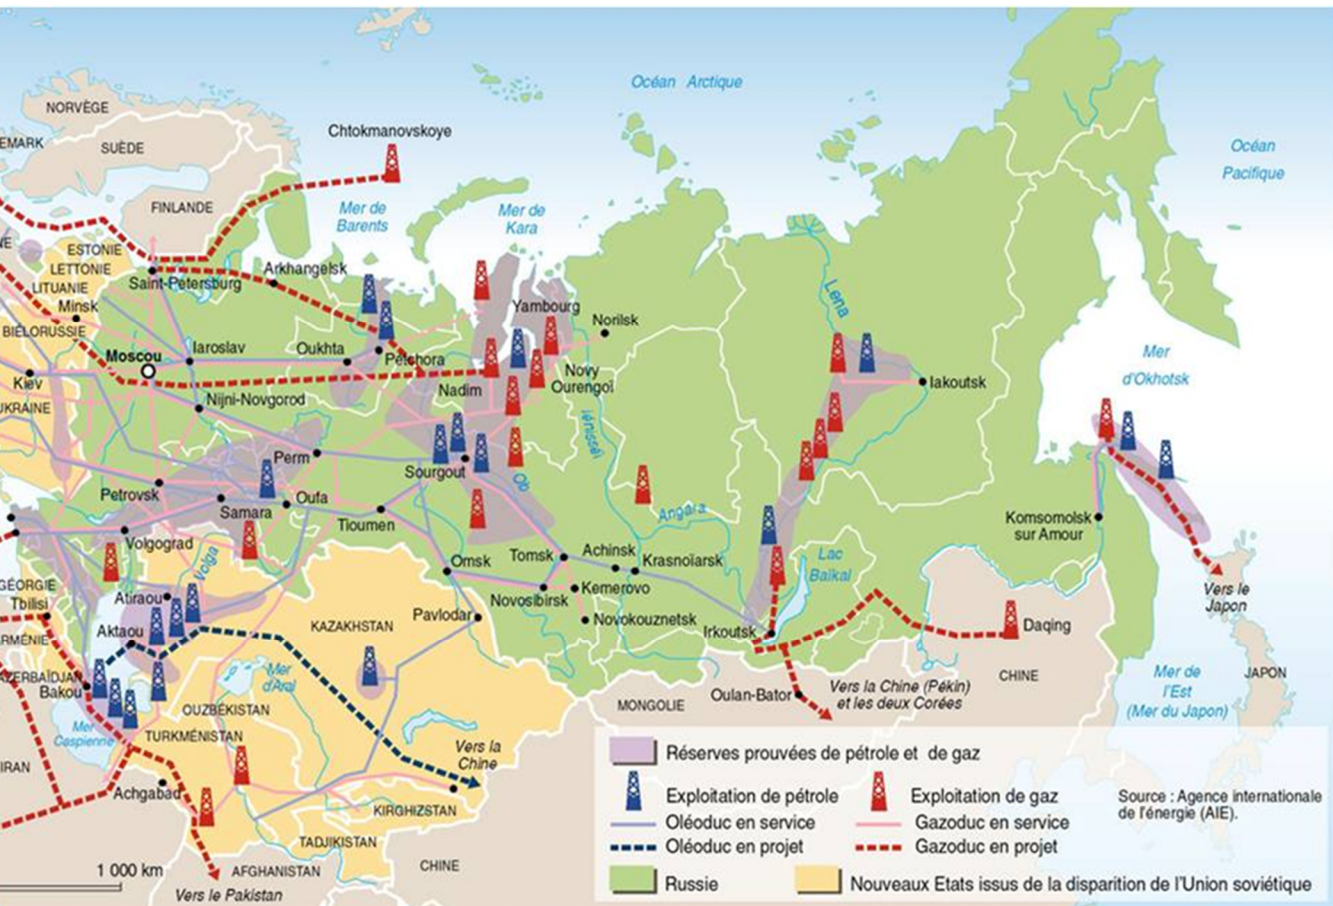 Océan Arctique
NORVÈGE
Chtokmanovskoye
EMARK
SUÈDE
Océan
Pacifique
FINLANDE
Mer de
Barents
Mer de
Kara
ESTONIE
LETTONIE
LITUANIE
Saint-Pétersburg
Arkhangelsk
Minsk
BIÉLORUSSIE
Yambourg
Norilsk
Lena
Moscou
Iaroslav
Oukhta
Petchora
Mer
d'Okhotsk
Kiev
UKRAINE
Nijni-Novgorod
Nadim
Novy
Ourengoï
Iakoutsk
Iénisséi
Perm
Sourgout
Ob
Petrovsk
Samara
Oufa
Tioumen
Angara
Komsomolsk
sur Amour
Volgograd
Volga
Omsk
Tomsk
Achinsk
Krasnoïarsk
Lac
Baïkal
GÉORGIE
Tbilisi
Atiraou
Novosibirsk
Kemerovo
Vers le
Japon
Pavlodar
Novokouznetsk
Irkoutsk
Daqing
ARMÉNIE
Aktaou
KAZAKHSTAN
AZERBAÏDJAN
Bakou
Mer
d'Aral
Oulan-Bator
Vers la Chine (Pékin)
et les deux Corées
CHINE
Mer de
l'Est
(Mer du Japon)
JAPON
MONGOLIE
OUZBÉKISTAN
Mer
Caspienne
TURKMÉNISTAN
Vers la
Chine
IRAN
Achgabad
KIRGHIZSTAN
TADJIKISTAN
AFGHANISTAN
CHINE
1 000 km
Vers le Pakistan
Réserves prouvées de pétrole et de gaz
Exploitation de pétrole
Exploitation de gaz
Source : Agence internationale
de l'énergie (AIE).
Oléoduc en service
Gazoduc en service
Oléoduc en projet
Gazoduc en projet
Russie
Nouveaux Etats issus de la disparition de l'Union soviétique